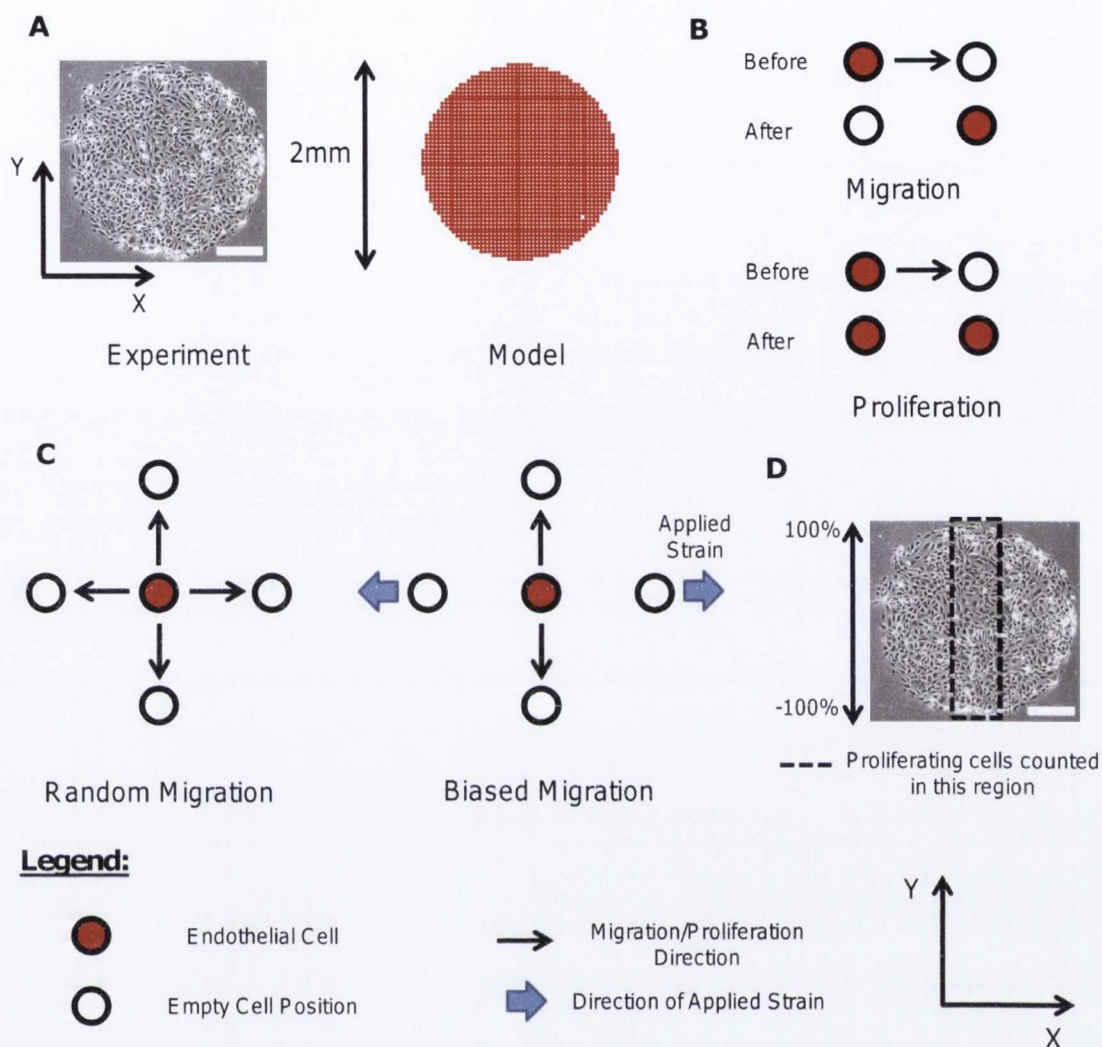 A
Y
X
2mm
Experiment
Model
B
Before
After
Migration
Before
After
Proliferation
C
Applied
Strain
Random Migration
Biased Migration
D
100%
-100%
Proliferating cells counted
in this region
Legend:
Endothelial Cell
Empty Cell Position
Migration/Proliferation
Direction
Direction of Applied Strain
Y
X